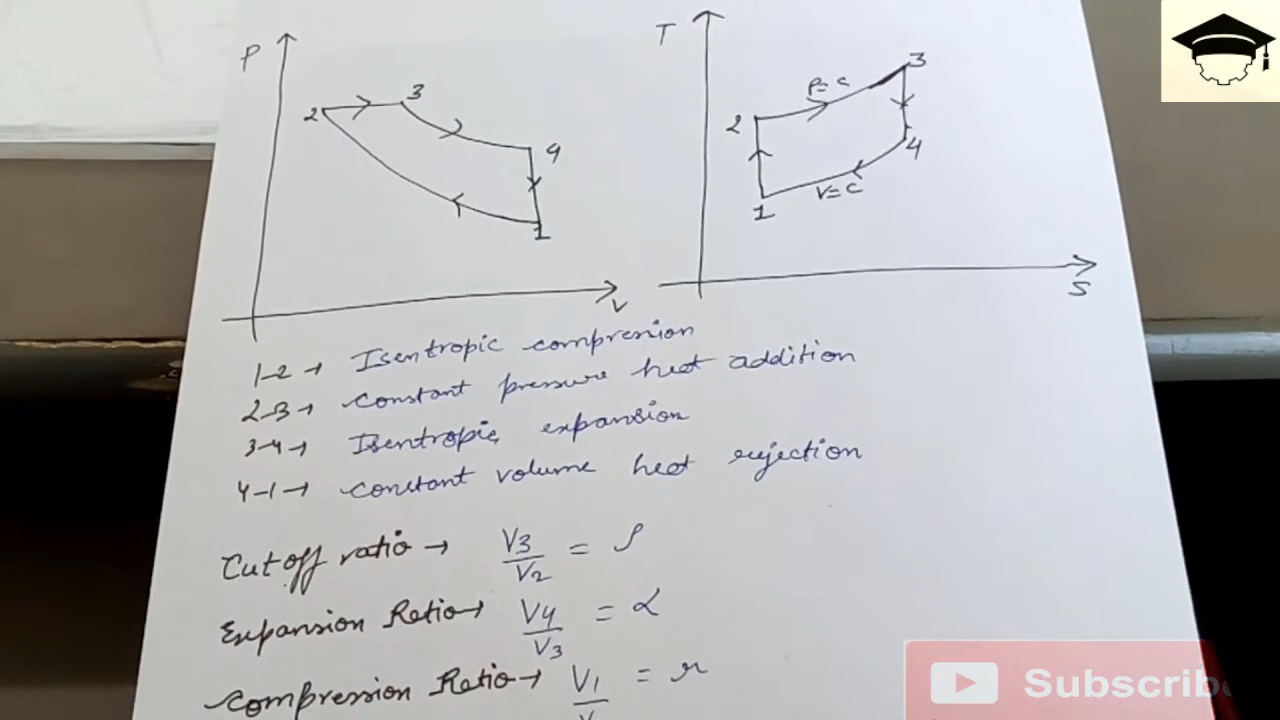 P
T
3
3
P=C
2
2
4
4
V=C
1
1
V
S
1-2 → Isentropic compression
2-3 → constant pressure heat addition
3-4 → Isentropic expansion
4-1 → constant volume heat rejection
Cutoff ratio → V3/V2 = ρ
Expansion Ratio → V4/V3 = α
Compression Ratio → V1/V = r
Subscribe